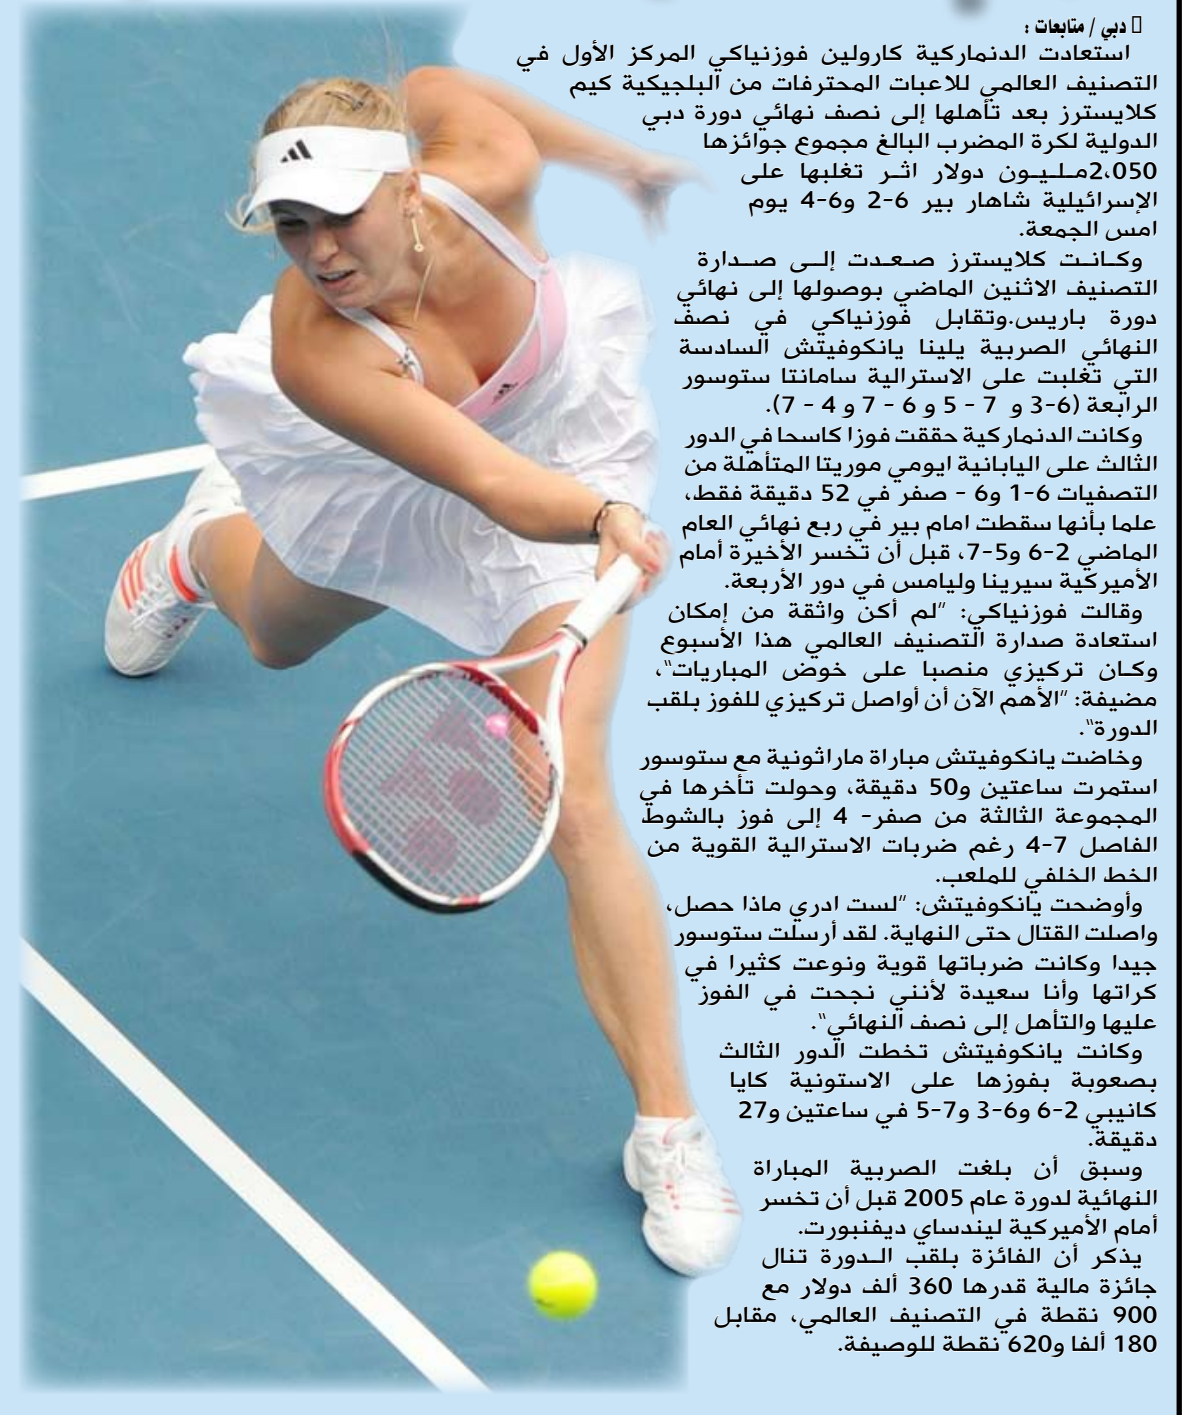 دبي / متابعات :
استعادت الدنماركية كارولين فوزنياكي المركز الأول في
التصنيف العالمي للاعبات المحترفات من البلجيكية كيم
كلايسترز بعد تأهلها إلى نصف نهائي دورة دبي
الدولية لكرة المضرب البالغ مجموع جوائزها
2،050مليون دولار اثر تغلبها على
الإسرائيلية شاهار بير 6-2 و6-4 يوم
امس الجمعة.
وكانت كلايسترز صعدت إلى صدارة
التصنيف الاثنين الماضي بوصولها إلى نهائي
دورة باريس.وتقابل فوزنياكي في نصف
النهائي الصربية يلينا يانكوفيتش السادسة
التي تغلبت على الاسترالية سامانتا ستوسور
الرابعة (6-3 و 7 - 5 و 6 - 7 و 4 - 7).
وكانت الدنماركية حققت فوزا كاسحا في الدور
الثالث على اليابانية ايومي موريتا المتأهلة من
التصفيات 6-1 و6 - صفر في 52 دقيقة فقط،
علما بأنها سقطت امام بير في ربع نهائي العام
الماضي 2-6 و5-7، قبل أن تخسر الأخيرة أمام
الأميركية سيرينا وليامس في دور الأربعة.
وقالت فوزنياكي: "لم أكن واثقة من إمكان
استعادة صدارة التصنيف العالمي هذا الأسبوع
وكان تركيزي منصبا على خوض المباريات"،
مضيفة: "الأهم الآن أن أواصل تركيزي للفوز بلقب
الدورة".
وخاضت يانكوفيتش مباراة ماراثونية مع ستوسور
استمرت ساعتين و50 دقيقة، وحولت تأخرها في
المجموعة الثالثة من صفر- 4 إلى فوز بالشوط
الفاصل 7-4 رغم ضربات الاسترالية القوية من
الخط الخلفي للملعب.
وأوضحت يانكوفيتش: "لست ادري ماذا حصل،
واصلت القتال حتى النهاية. لقد أرسلت ستوسور
جيدا وكانت ضرباتها قوية ونوعت كثيرا في
كراتها وأنا سعيدة لأنني نجحت في الفوز
عليها والتأهل إلى نصف النهائي".
وكانت يانكوفيتش تخطت الدور الثالث
بصعوبة بفوزها على الاستونية كايا
كانيبي 2-6 و6-3 و7-5 في ساعتين و27
دقيقة.
وسبق أن بلغت الصربية المباراة
النهائية لدورة عام 2005 قبل أن تخسر
أمام الأميركية ليندساي ديفنبورت.
يذكر أن الفائزة بلقب الدورة تنال
جائزة مالية قدرها 360 ألف دولار مع
900 نقطة في التصنيف العالمي، مقابل
180 ألفا و620 نقطة للوصيفة.